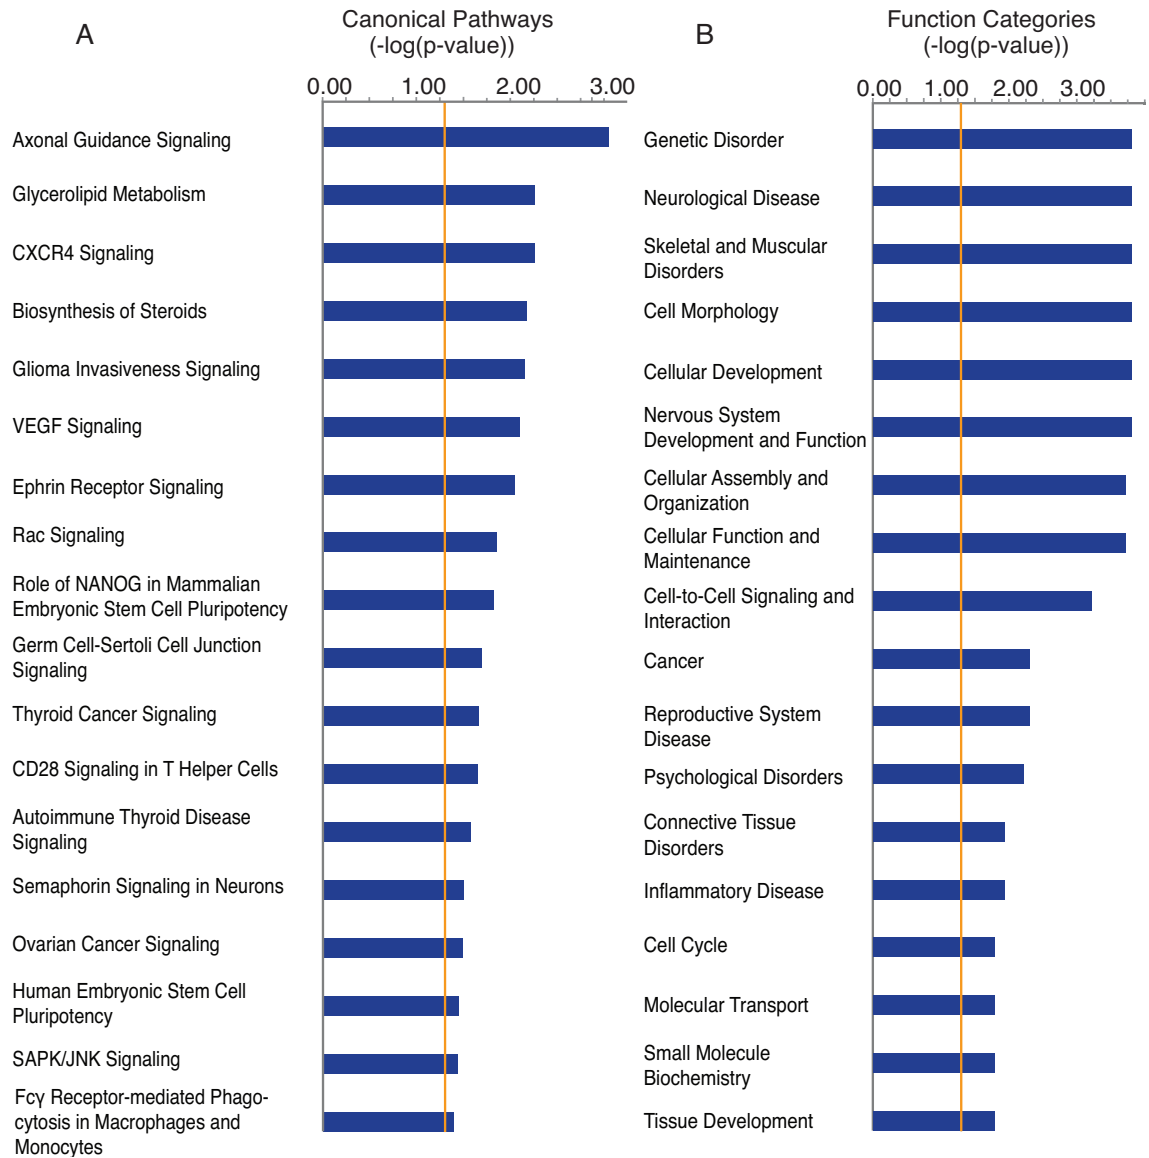 A
Canonical Pathways
(-log(p-value))
0.00 1.00 2.00 3.00
Axonal Guidance Signaling
Glycerolipid Metabolism
CXCR4 Signaling
Biosynthesis of Steroids
Glioma Invasiveness Signaling
VEGF Signaling
Ephrin Receptor Signaling
Rac Signaling
Role of NANOG in Mammalian
Embryonic Stem Cell Pluripotency
Germ Cell-Sertoli Cell Junction
Signaling
Thyroid Cancer Signaling
CD28 Signaling in T Helper Cells
Autoimmune Thyroid Disease
Signaling
Semaphorin Signaling in Neurons
Ovarian Cancer Signaling
Human Embryonic Stem Cell
Pluripotency
SAPK/JNK Signaling
Fcγ Receptor-mediated Phago-
cytosis in Macrophages and
Monocytes
B
Function Categories
(-log(p-value))
0.00 1.00 2.00 3.00
Genetic Disorder
Neurological Disease
Skeletal and Muscular
Disorders
Cell Morphology
Cellular Development
Nervous System
Development and Function
Cellular Assembly and
Organization
Cellular Function and
Maintenance
Cell-to-Cell Signaling and
Interaction
Cancer
Reproductive System
Disease
Psychological Disorders
Connective Tissue
Disorders
Inflammatory Disease
Cell Cycle
Molecular Transport
Small Molecule
Biochemistry
Tissue Development